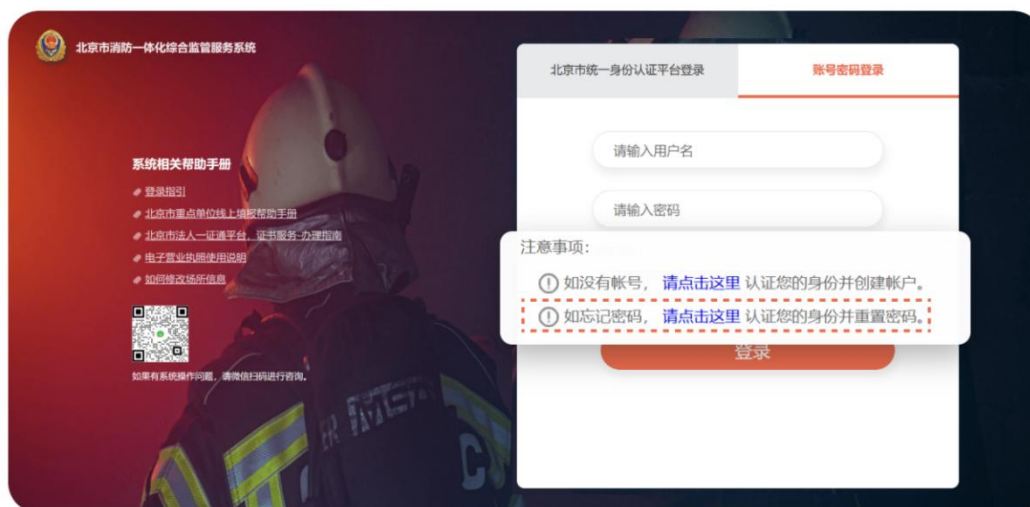 北京市消防一体化综合监管服务系统
系统相关帮助手册
登录指引
北京市重点单位线上填报帮助手册
北京市法人一证通平台，证书服务-办理指南
电子营业执照使用说明
如何修改场所信息
如果有系统操作问题，请微信扫码进行咨询。
北京市统一身份认证平台登录
账号密码登录
请输入用户名
请输入密码
注意事项：
如没有帐号， 请点击这里 认证您的身份并创建帐户。
如忘记密码， 请点击这里 认证您的身份并重置密码。
登录